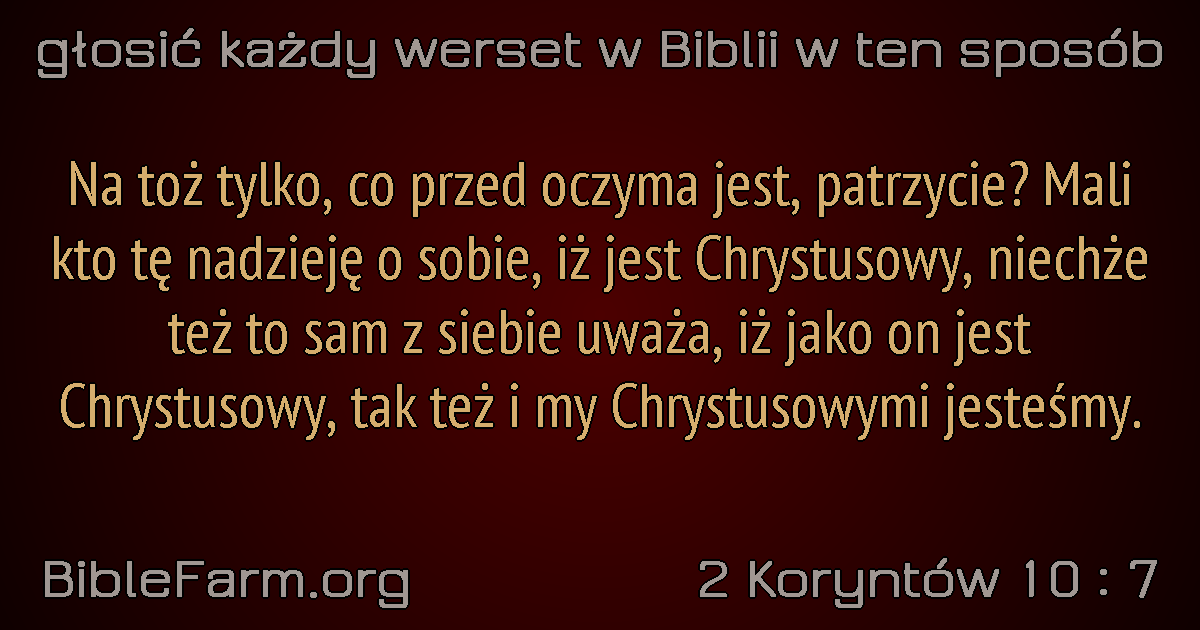 głosić każdy werset w Biblii w ten sposób
Na toż tylko, co przed oczyma jest, patrzycie? Mali
kto tę nadzieję o sobie, iż jest Chrystusowy, niechże
też to sam z siebie uważa, iż jako on jest
Chrystusowy, tak też i my Chrystusowymi jesteśmy.
BibleFarm.org
2 Koryntów 10 : 7